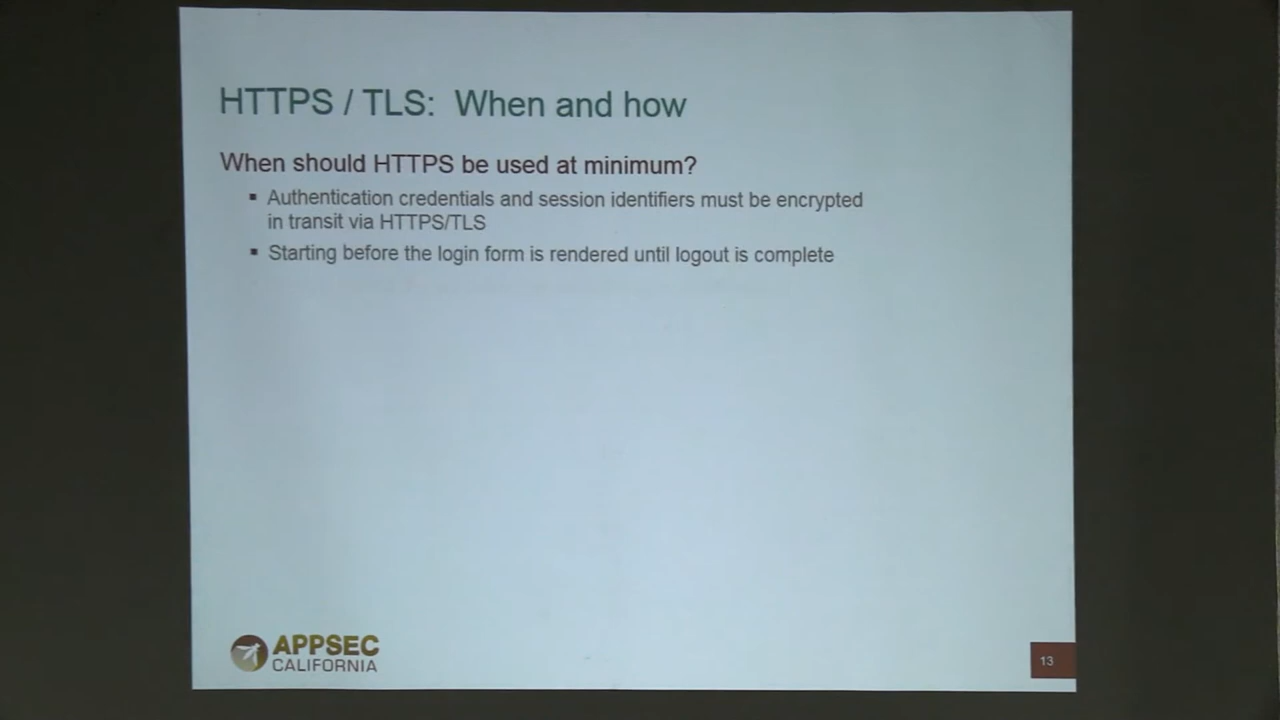 HTTPS / TLS: When and how
When should HTTPS be used at minimum?
▪ Authentication credentials and session identifiers must be encrypted
in transit via HTTPS/TLS
▪ Starting before the login form is rendered until logout is complete
APPSEC
CALIFORNIA
13